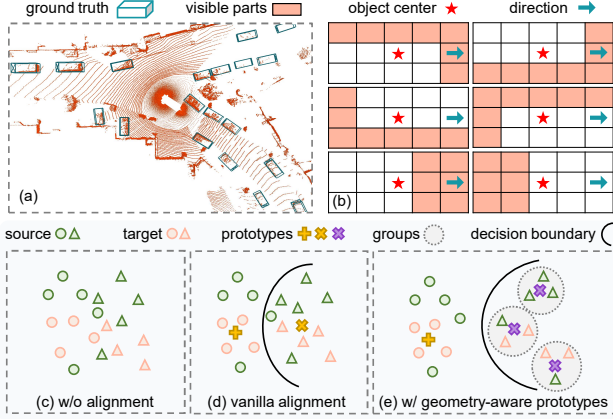 ground truth visible parts object center direction
(a) (b)
source target prototypes groups decision boundary
(c) w/o alignment (d) vanilla alignment (e) w/ geometry-aware prototypes